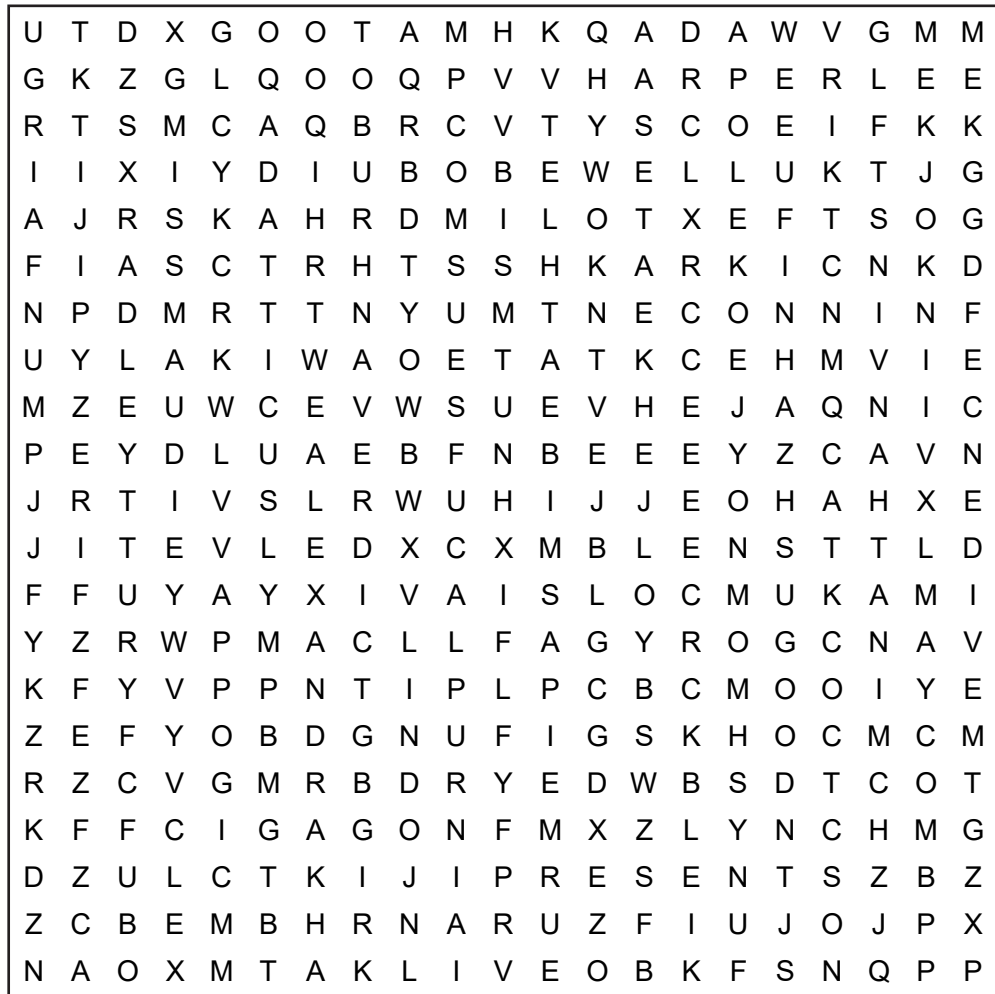 U T D X G O O T A M H K Q A D A W V G M M
G K Z G L Q O O Q P V V H A R P E R L E E
R T S M C A Q B R C V T Y S C O E I F K K
I I X I Y D I U B O B E W E L L U K T J G
A J R S K A H R D M I L O T X E F T S O G
F I A S C T R H T S S H K A R K I C N K D
N P D M R T T N Y U M T N E C O N N I N F
U Y L A K I W A O E T A T K C E H M V I E
M Z E U W C E V W S U E V H E J A Q N I C
P E Y D L U A E B F N B E E E Y Z C A V N
J R T I V S L R W U H I J J E O H A H X E
J I T E V L E D X C X M B L E N S T T L D
F F U Y A Y X I V A I S L O C M U K A M I
Y Z R W P M A C L L F A G Y R O G C N A V
K F Y V P P N T I P L P C B C M O O I Y E
Z E F Y O B D G N U F I G S K H O C M C M
R Z C V G M R B D R Y E D W B S D T C O T
K F F C I G A G O N F M X Z L Y N C H M G
D Z U L C T K I J I P R E S E N T S Z B Z
Z C B E M B H R N A R U Z F I U J O J P X
N A O X M T A K L I V E O B K F S N Q P P